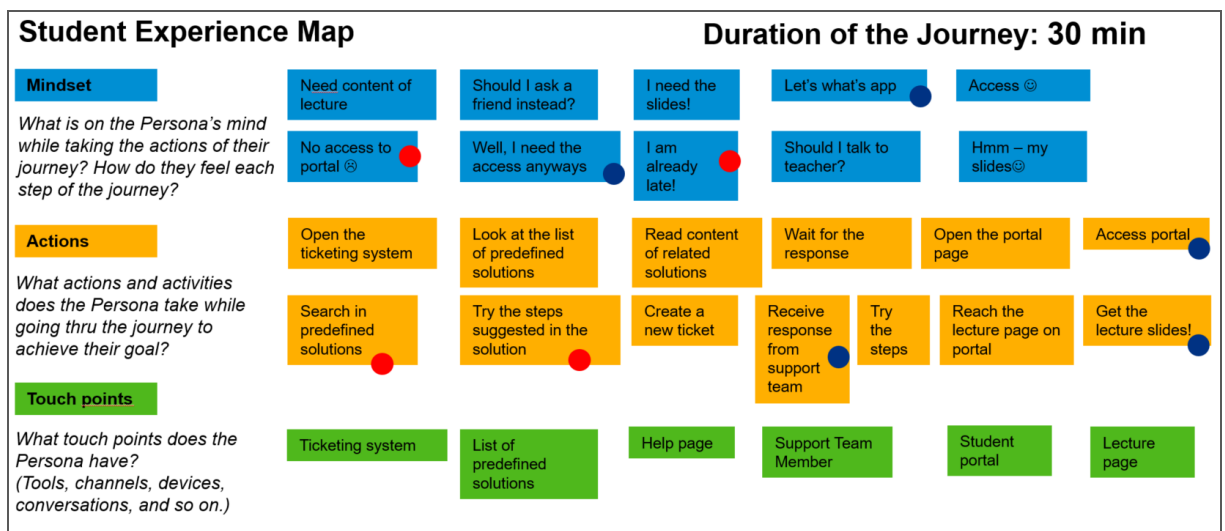 Student Experience Map
Duration of the Journey: 30 min
Mindset
What is on the Persona's mind
while taking the actions of their
journey? How do they feel each
step of the journey?
Need content of
lecture
Should I ask a
friend instead?
I need the
slides!
Let's what's app
Access ☺
No access to
portal ☹
Well, I need the
access anyways
I am
already
late!
Should I talk to
teacher?
Hmm – my
slides☺
Actions
What actions and activities
does the Persona take while
going thru the journey to
achieve their goal?
Open the
ticketing system
Look at the list
of predefined
solutions
Read content
of related
solutions
Wait for the
response
Open the portal
page
Access portal
Search in
predefined
solutions
Try the steps
suggested in the
solution
Create a
new ticket
Receive
response
from
support
team
Try
the
steps
Reach the
lecture page on
portal
Get the
lecture slides!
Touch points
What touch points does the
Persona have?
(Tools, channels, devices,
conversations, and so on.)
Ticketing system
List of
predefined
solutions
Help page
Support Team
Member
Student
portal
Lecture
page